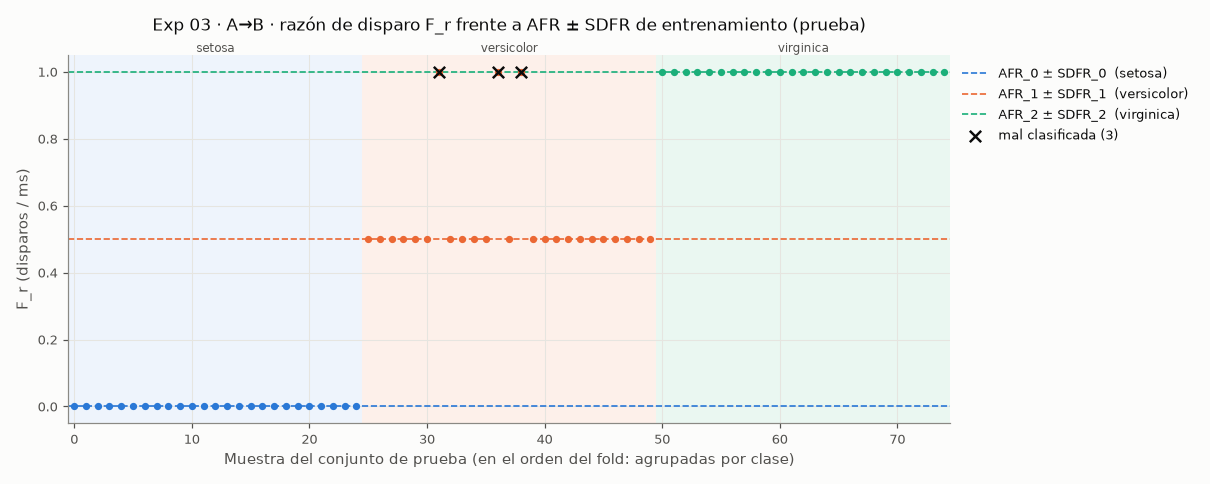 Exp 03 · A→B · razón de disparo F_r frente a AFR ± SDFR de entrenamiento (prueba)
setosa
versicolor
virginica
1.0
0.8
0.6
0.4
0.2
0.0
F_r (disparos / ms)
0
10
20
30
40
50
60
70
Muestra del conjunto de prueba (en el orden del fold: agrupadas por clase)
AFR_0 ± SDFR_0 (setosa)
AFR_1 ± SDFR_1 (versicolor)
AFR_2 ± SDFR_2 (virginica)
mal clasificada (3)